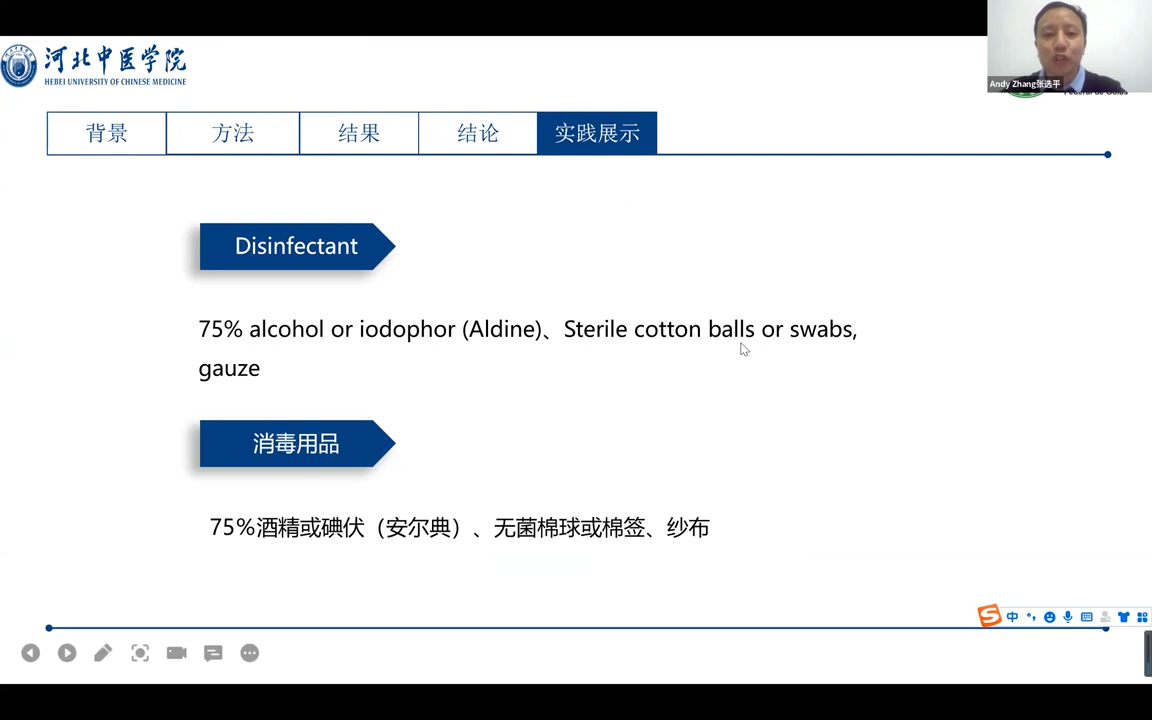 河北中医学院
HEBEI UNIVERSITY OF CHINESE MEDICINE
Andy Zhang张选平
背景
方法
结果
结论
实践展示
Disinfectant
75% alcohol or iodophor (Aldine)、Sterile cotton balls or swabs,
gauze
消毒用品
75%酒精或碘伏（安尔典）、无菌棉球或棉签、纱布
中